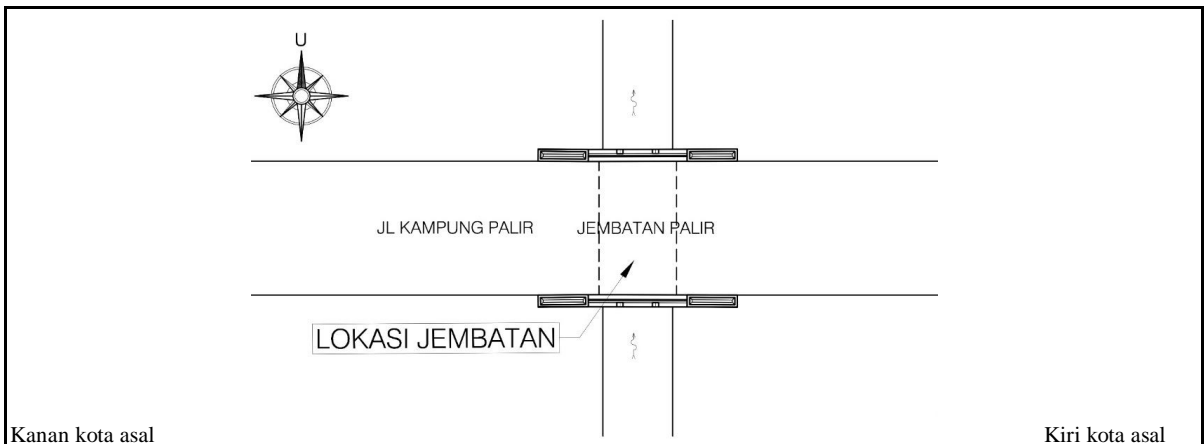 U
JL KAMPUNG PALIR
JEMBATAN PALIR
LOKASI JEMBATAN
Kanan kota asal
Kiri kota asal